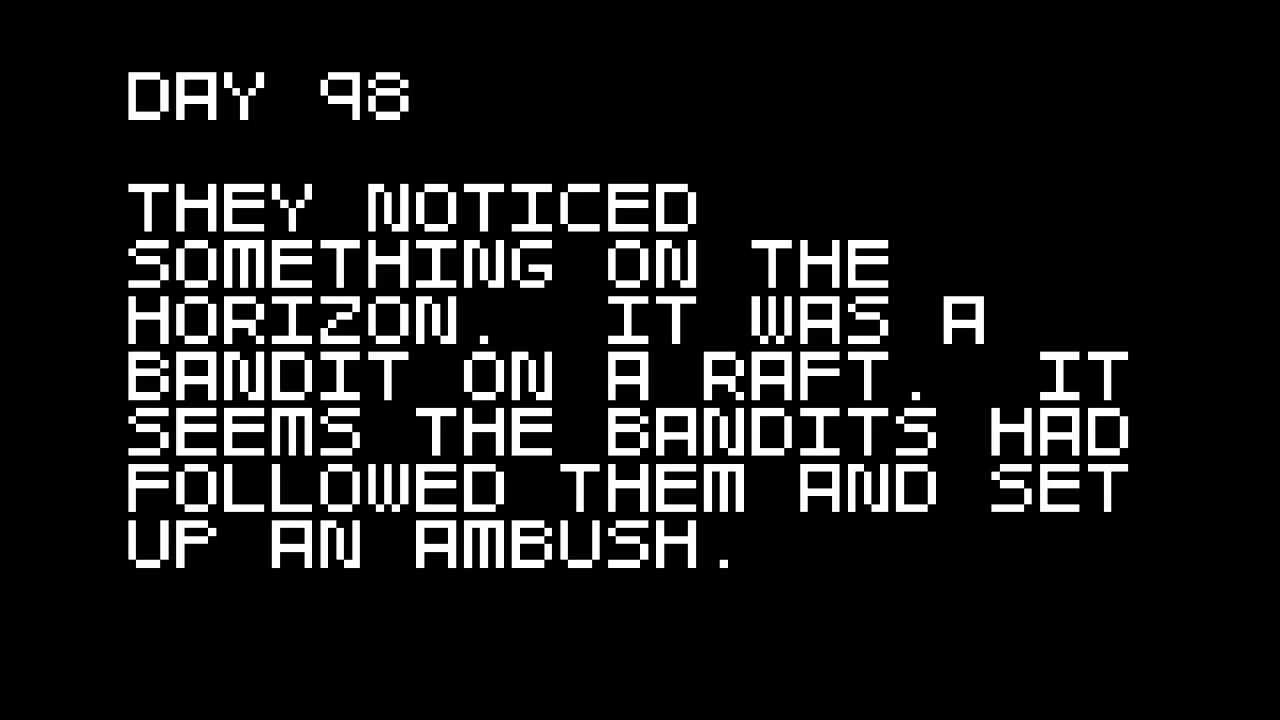 DAY 98
THEY NOTICED
SOMETHING ON THE
HORIZON.  IT WAS A
BANDIT ON A RAFT.  IT
SEEMS THE BANDITS HAD
FOLLOWED THEM AND SET
UP AN AMBUSH.